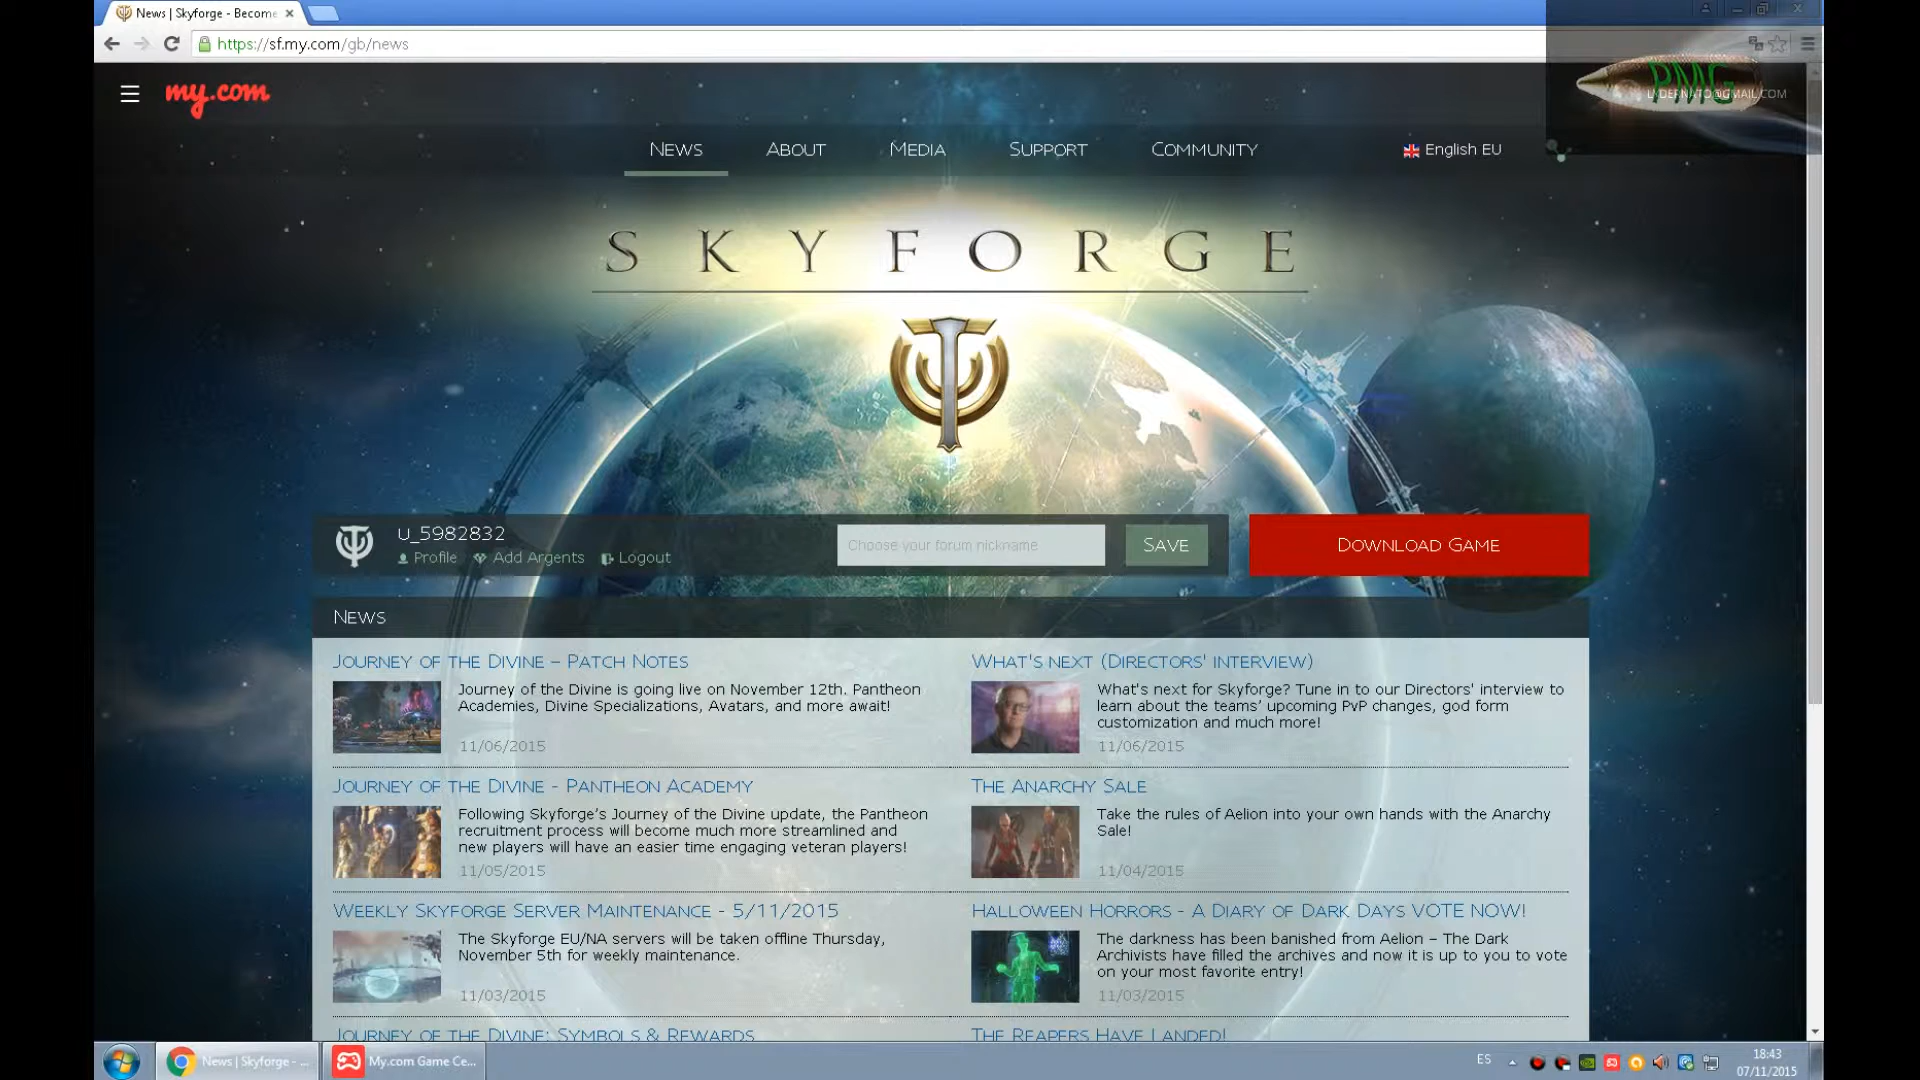 News | Skyforge - Become
https://sf.my.com/gb/news
my.com
PMG
NEWS
ABOUT
MEDIA
SUPPORT
COMMUNITY
English EU
SKYFORGE
u_5982832
Profile
Add Argents
Logout
Choose your forum nickname
SAVE
DOWNLOAD GAME
NEWS
JOURNEY OF THE DIVINE – PATCH NOTES
Journey of the Divine is going live on November 12th. Pantheon
Academies, Divine Specializations, Avatars, and more await!
11/06/2015
WHAT'S NEXT (DIRECTORS' INTERVIEW)
What's next for Skyforge? Tune in to our Directors' interview to
learn about the teams’ upcoming PvP changes, god form
customization and much more!
11/06/2015
JOURNEY OF THE DIVINE - PANTHEON ACADEMY
Following Skyforge’s Journey of the Divine update, the Pantheon
recruitment process will become much more streamlined and
new players will have an easier time engaging veteran players!
11/05/2015
THE ANARCHY SALE
Take the rules of Aelion into your own hands with the Anarchy
Sale!
11/04/2015
WEEKLY SKYFORGE SERVER MAINTENANCE - 5/11/2015
The Skyforge EU/NA servers will be taken offline Thursday,
November 5th for weekly maintenance.
11/03/2015
HALLOWEEN HORRORS - A DIARY OF DARK DAYS VOTE NOW!
The darkness has been banished from Aelion – The Dark
Archivists have filled the archives and now it is up to you to vote
on your most favorite entry!
11/03/2015
JOURNEY OF THE DIVINE: SYMBOLS & REWARDS
THE REAPERS HAVE LANDED!
News | Skyforge - ...
My.com Game Ce...
ES
18:43
07/11/2015